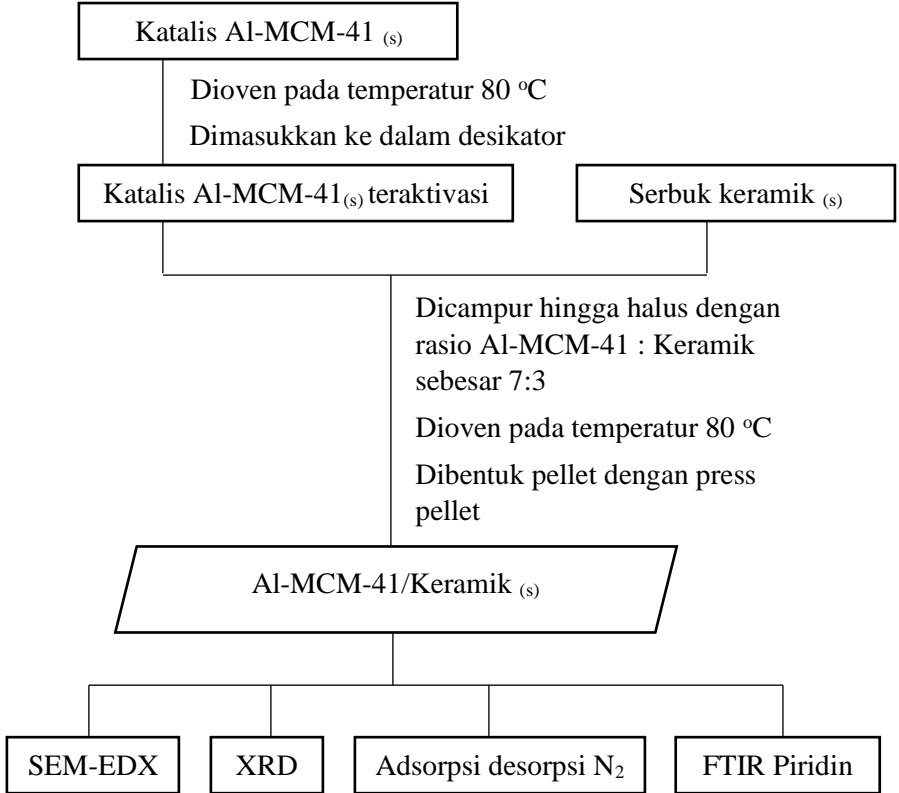 Katalis Al-MCM-41 (s)
Dioven pada temperatur 80 ᵒC
Dimasukkan ke dalam desikator
Katalis Al-MCM-41(s) teraktivasi
Serbuk keramik (s)
Dicampur hingga halus dengan
rasio Al-MCM-41 : Keramik
sebesar 7:3
Dioven pada temperatur 80 ᵒC
Dibentuk pellet dengan press
pellet
Al-MCM-41/Keramik (s)
SEM-EDX
XRD
Adsorpsi desorpsi N₂
FTIR Piridin